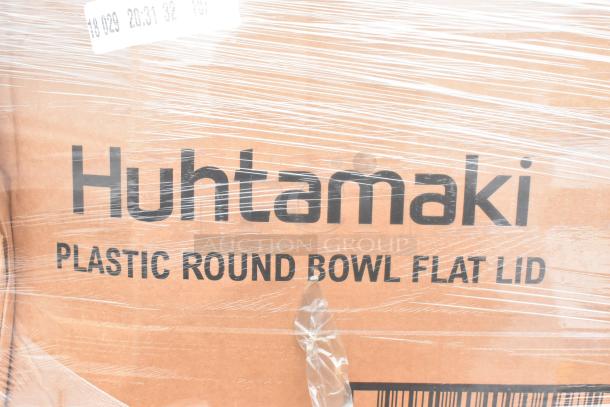 18 029 20:31 32
Huhtamaki
AUCTION GROUP
PLASTIC ROUND BOWL FLAT LID